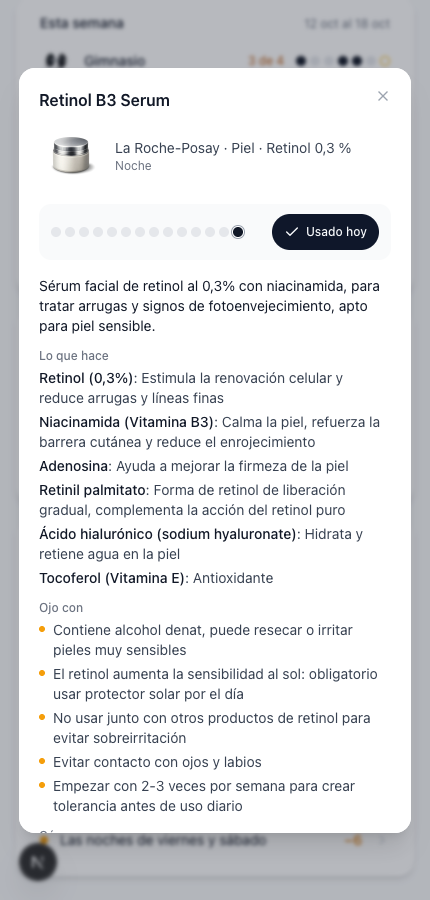 Esta semana
12 oct al 18 oct
Gimnasio
3 de 4
Retinol B3 Serum
La Roche-Posay · Piel · Retinol 0,3 %
Noche
Usado hoy
Sérum facial de retinol al 0,3% con niacinamida, para
tratar arrugas y signos de fotoenvejecimiento, apto
para piel sensible.
Lo que hace
Retinol (0,3%): Estimula la renovación celular y
reduce arrugas y líneas finas
Niacinamida (Vitamina B3): Calma la piel, refuerza la
barrera cutánea y reduce el enrojecimiento
Adenosina: Ayuda a mejorar la firmeza de la piel
Retinil palmitato: Forma de retinol de liberación
gradual, complementa la acción del retinol puro
Ácido hialurónico (sodium hyaluronate): Hidrata y
retiene agua en la piel
Tocoferol (Vitamina E): Antioxidante
Ojo con
Contiene alcohol denat, puede resecar o irritar
pieles muy sensibles
El retinol aumenta la sensibilidad al sol: obligatorio
usar protector solar por el día
No usar junto con otros productos de retinol para
evitar sobreirritación
Evitar contacto con ojos y labios
Empezar con 2-3 veces por semana para crear
tolerancia antes de uso diario
Las noches de viernes y sábado
N